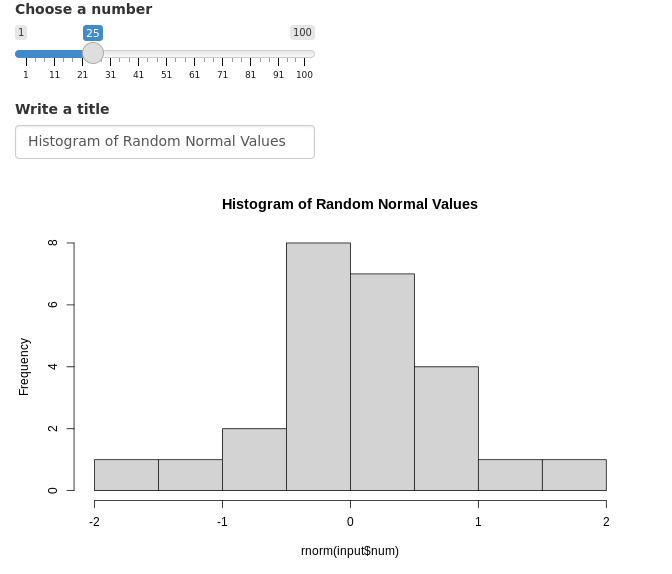 Choose a number
1 25 100
1 11 21 31 41 51 61 71 81 91 100
Write a title
Histogram of Random Normal Values
Histogram of Random Normal Values
8
6
4
2
0
Frequency
-2 -1 0 1 2
rnorm(input$num)